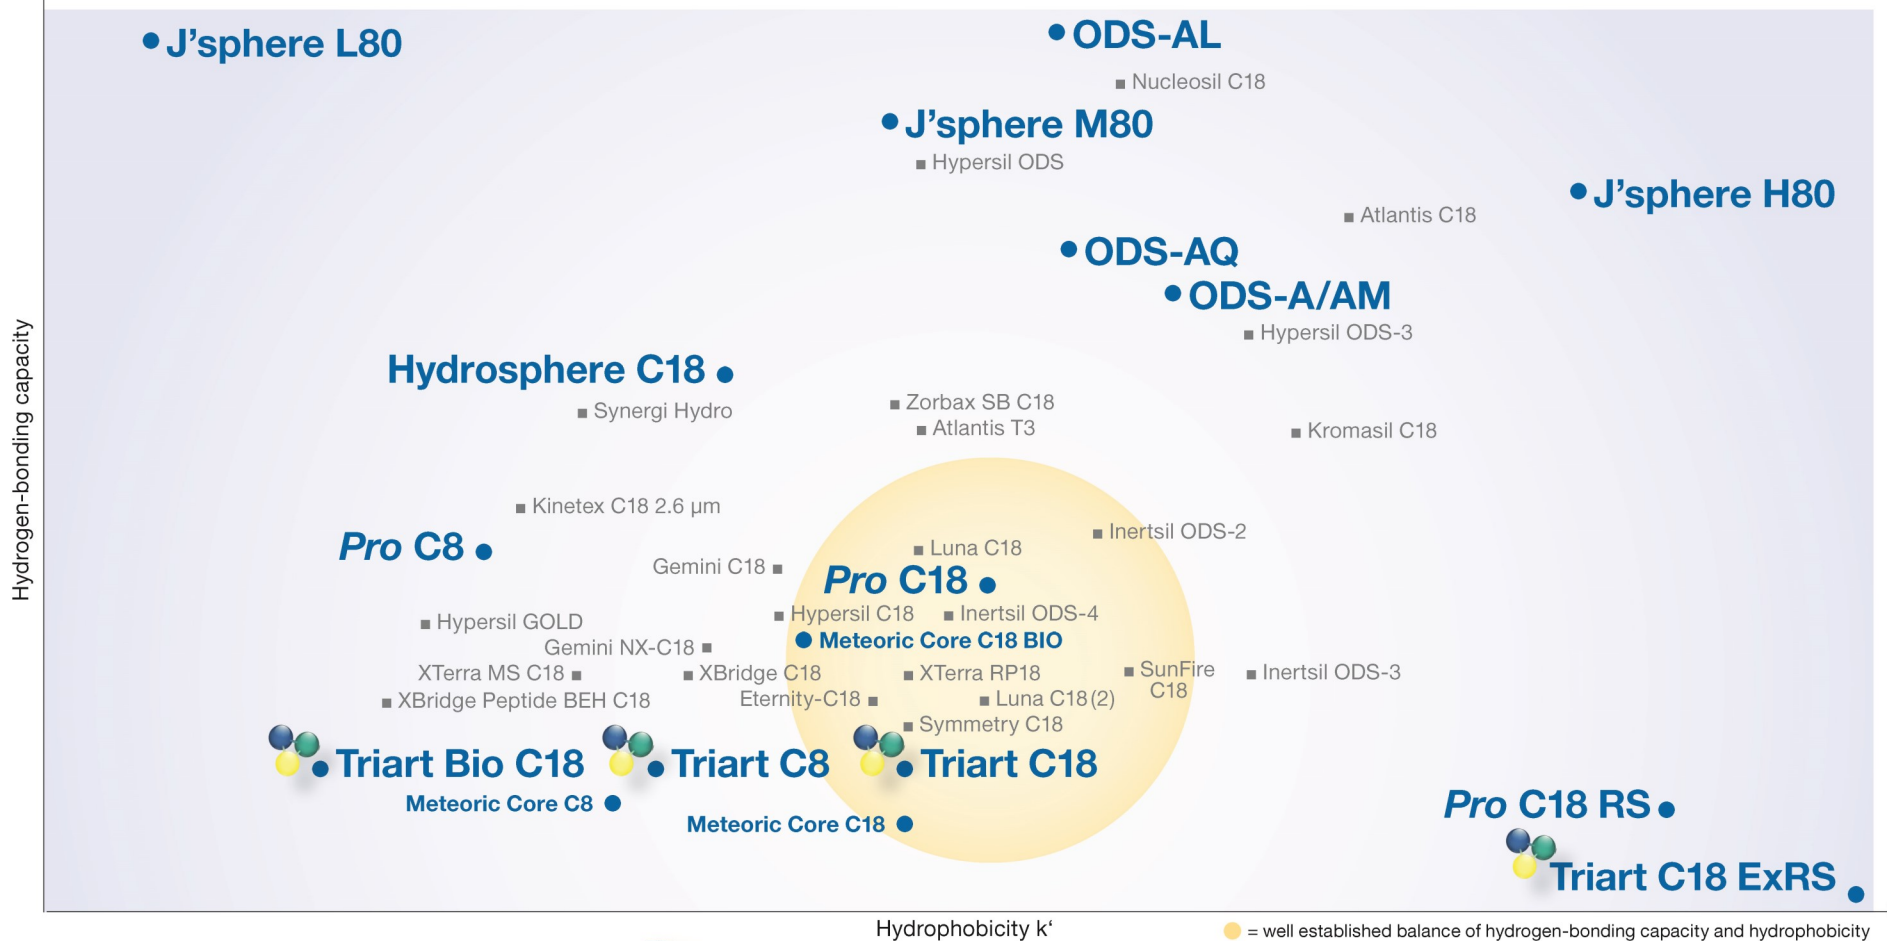 J'sphere L80
ODS-AL
Nucleosil C18
J'sphere M80
Hypersil ODS
J'sphere H80
Atlantis C18
ODS-AQ
ODS-A/AM
Hypersil ODS-3
Hydrosphere C18
Synergi Hydro
Zorbax SB C18
Atlantis T3
Kromasil C18
Kinetex C18 2.6 µm
Inertsil ODS-2
Pro C8
Luna C18
Gemini C18
Pro C18
Hypersil C18
Inertsil ODS-4
Hypersil GOLD
Meteoric Core C18 BIO
Gemini NX-C18
XTerra MS C18
XBridge C18
XTerra RP18
SunFire
C18
Inertsil ODS-3
XBridge Peptide BEH C18
Eternity-C18
Luna C18(2)
Symmetry C18
Triart Bio C18
Triart C8
Triart C18
Meteoric Core C8
Meteoric Core C18
Pro C18 RS
Triart C18 ExRS
Hydrogen-bonding capacity
Hydrophobicity k‘
= well established balance of hydrogen-bonding capacity and hydrophobicity